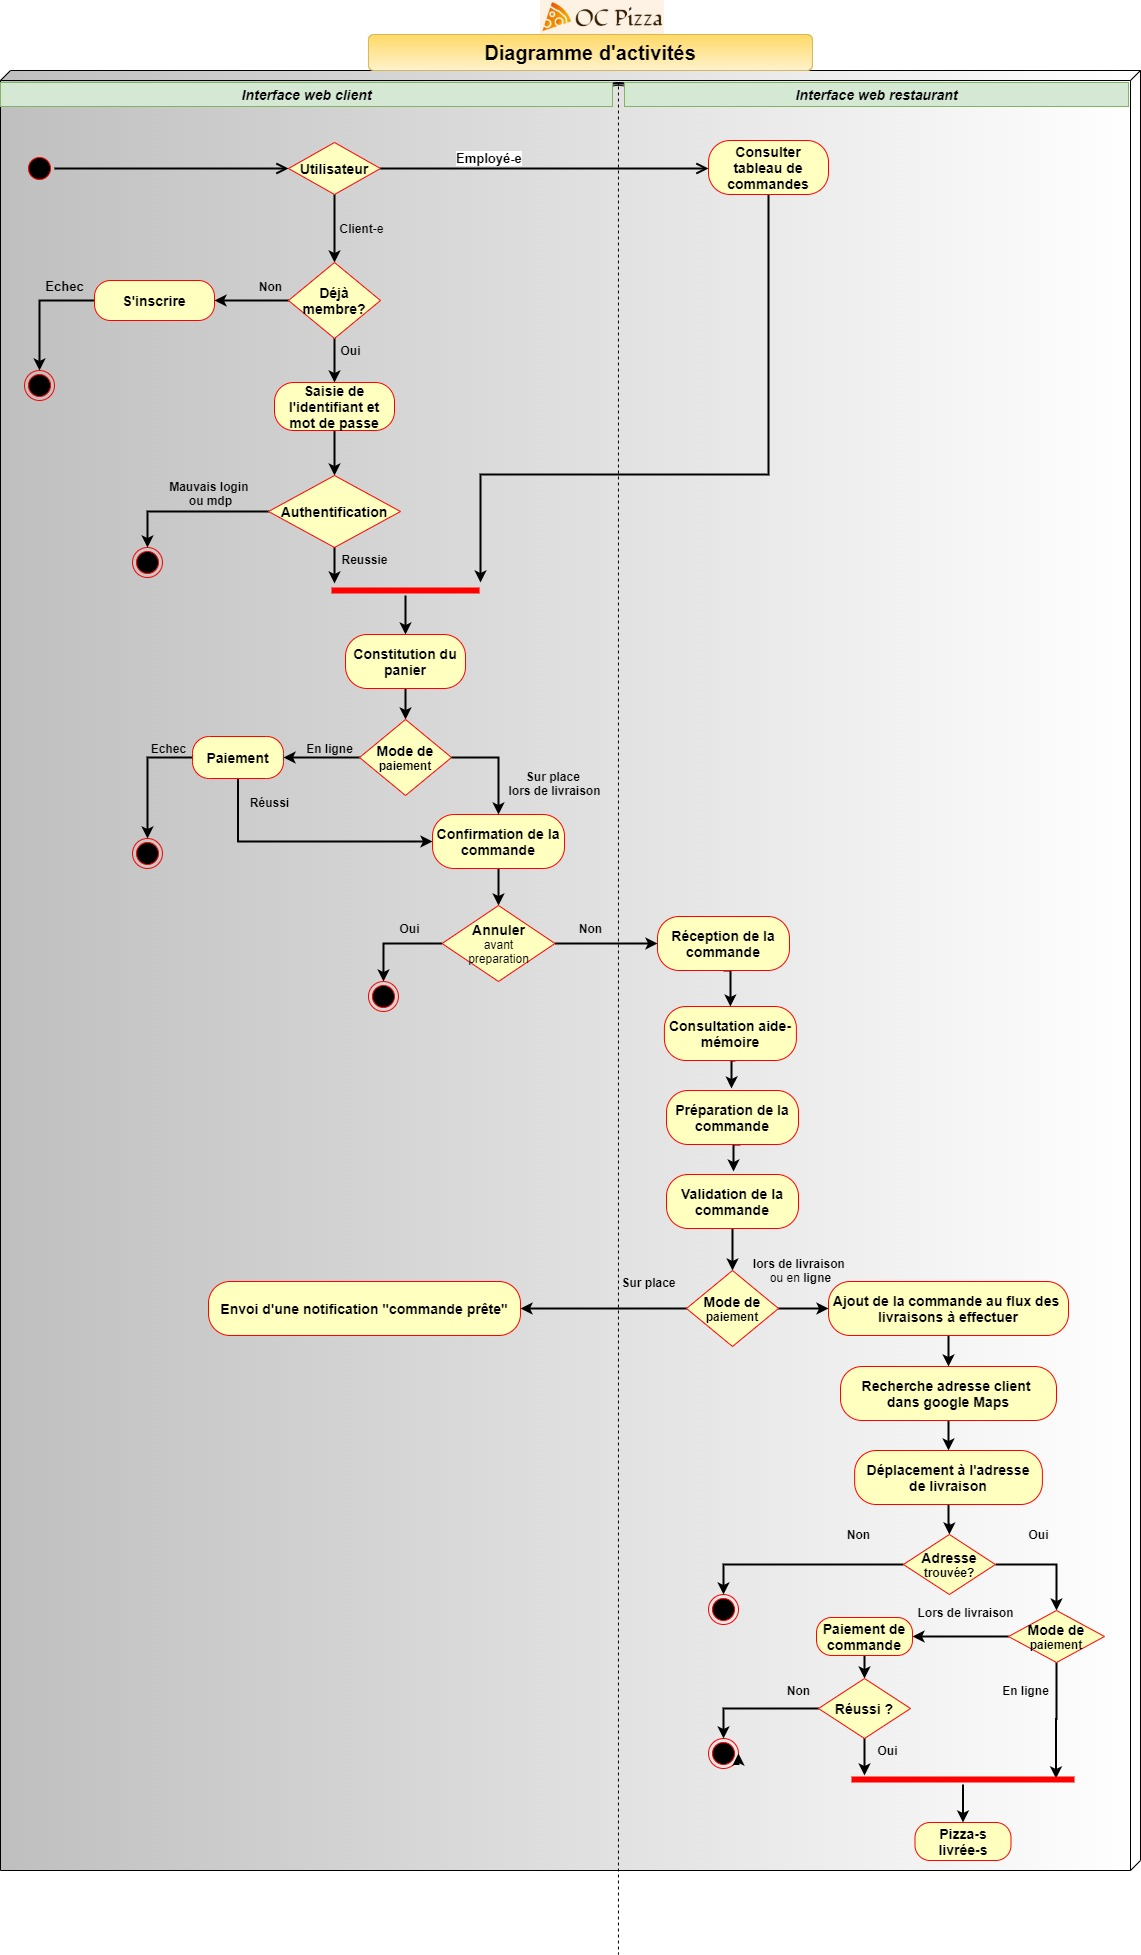 OC Pizza
Diagramme d'activités
Interface web client
Interface web restaurant
Utilisateur
Employé-e
Consulter
tableau de
commandes
Client-e
Echec
S'inscrire
Non
Déjà
membre?
Oui
Saisie de
l'identifiant et
mot de passe
Mauvais login
ou mdp
Authentification
Reussie
Constitution du
panier
Echec
Paiement
En ligne
Mode de
paiement
Sur place
lors de livraison
Réussi
Confirmation de la
commande
Oui
Annuler
avant
preparation
Non
Réception de la
commande
Consultation aide-
mémoire
Préparation de la
commande
Validation de la
commande
Envoi d'une notification "commande prête"
Sur place
Mode de
paiement
lors de livraison
ou en ligne
Ajout de la commande au flux des
livraisons à effectuer
Recherche adresse client
dans google Maps
Déplacement à l'adresse
de livraison
Non
Adresse
trouvée?
Oui
Paiement de
commande
Lors de livraison
Mode de
paiement
Non
Réussi ?
En ligne
Oui
Pizza-s
livrée-s